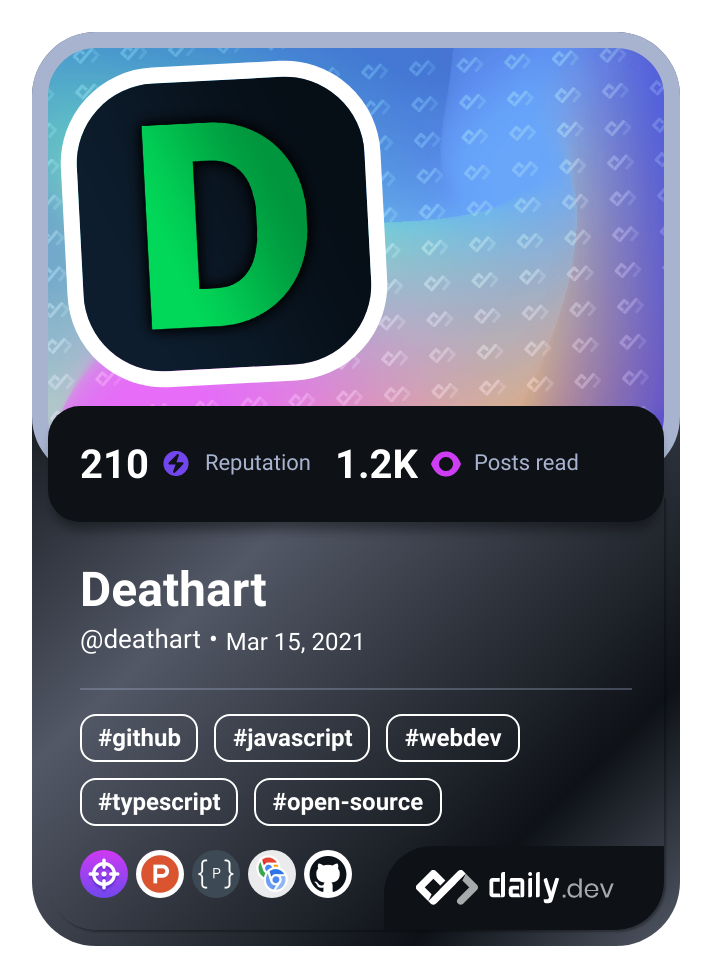 D
210 Reputation 1.2K Posts read
Deathart
@deathart • Mar 15, 2021
#github #javascript #webdev
#typescript #open-source
P {P} daily.dev